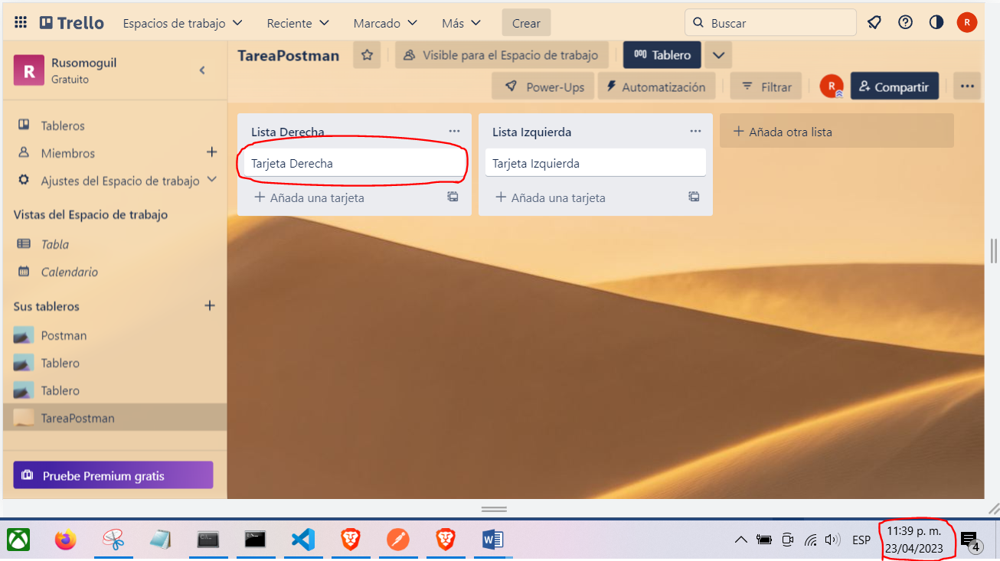 Trello
Espacios de trabajo
Reciente
Marcado
Más
Crear
Buscar
R
R
Rusomoguil
Gratuito
TareaPostman
Visible para el Espacio de trabajo
Tablero
Power-Ups
Automatización
Filtrar
R
Compartir
Tableros
Miembros
Ajustes del Espacio de trabajo
Vistas del Espacio de trabajo
Tabla
Calendario
Sus tableros
Postman
Tablero
Tablero
TareaPostman
Pruebe Premium gratis
Lista Derecha
Tarjeta Derecha
Añada una tarjeta
Lista Izquierda
Tarjeta Izquierda
Añada una tarjeta
Añada otra lista
ESP
11:39 p. m.
23/04/2023
4